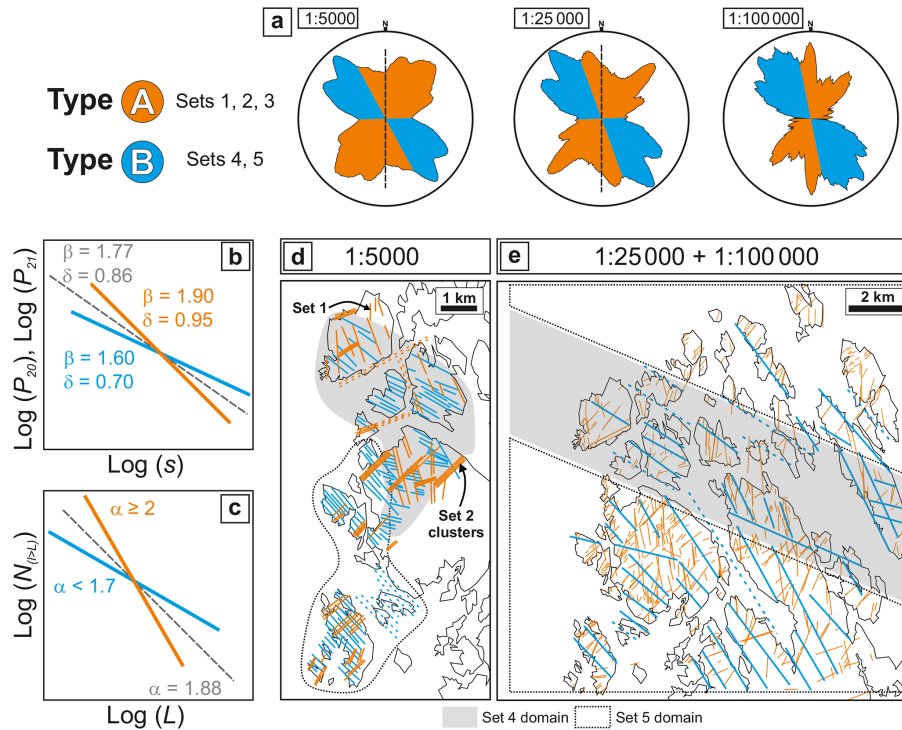 a
1:5000
1:25 000
1:100 000
N
N
N
Type A Sets 1, 2, 3
Type B Sets 4, 5
b
β = 1.77
δ = 0.86
β = 1.90
δ = 0.95
β = 1.60
δ = 0.70
Log (P20), Log (P21)
Log (s)
c
α ≥ 2
α < 1.7
α = 1.88
Log (N(l>L))
Log (L)
d
1:5000
Set 1
1 km
Set 2
clusters
e
1:25 000 + 1:100 000
2 km
Set 4 domain
Set 5 domain